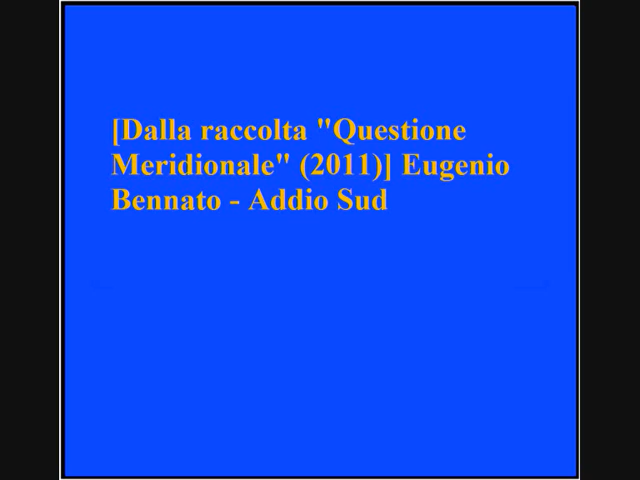 [Dalla raccolta "Questione
Meridionale" (2011)] Eugenio
Bennato - Addio Sud